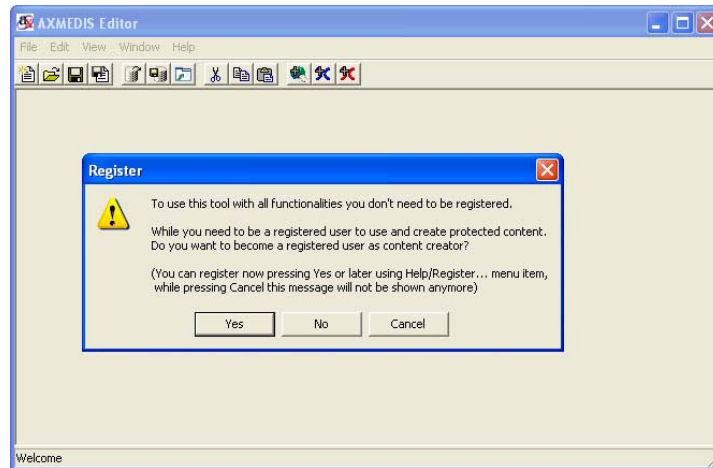 AXMEDIS Editor
File Edit View Window Help
Register
To use this tool with all functionalities you don't need to be registered.
While you need to be a registered user to use and create protected content.
Do you want to become a registered user as content creator?
(You can register now pressing Yes or later using Help/Register... menu item,
while pressing Cancel this message will not be shown anymore)
Yes No Cancel
Welcome